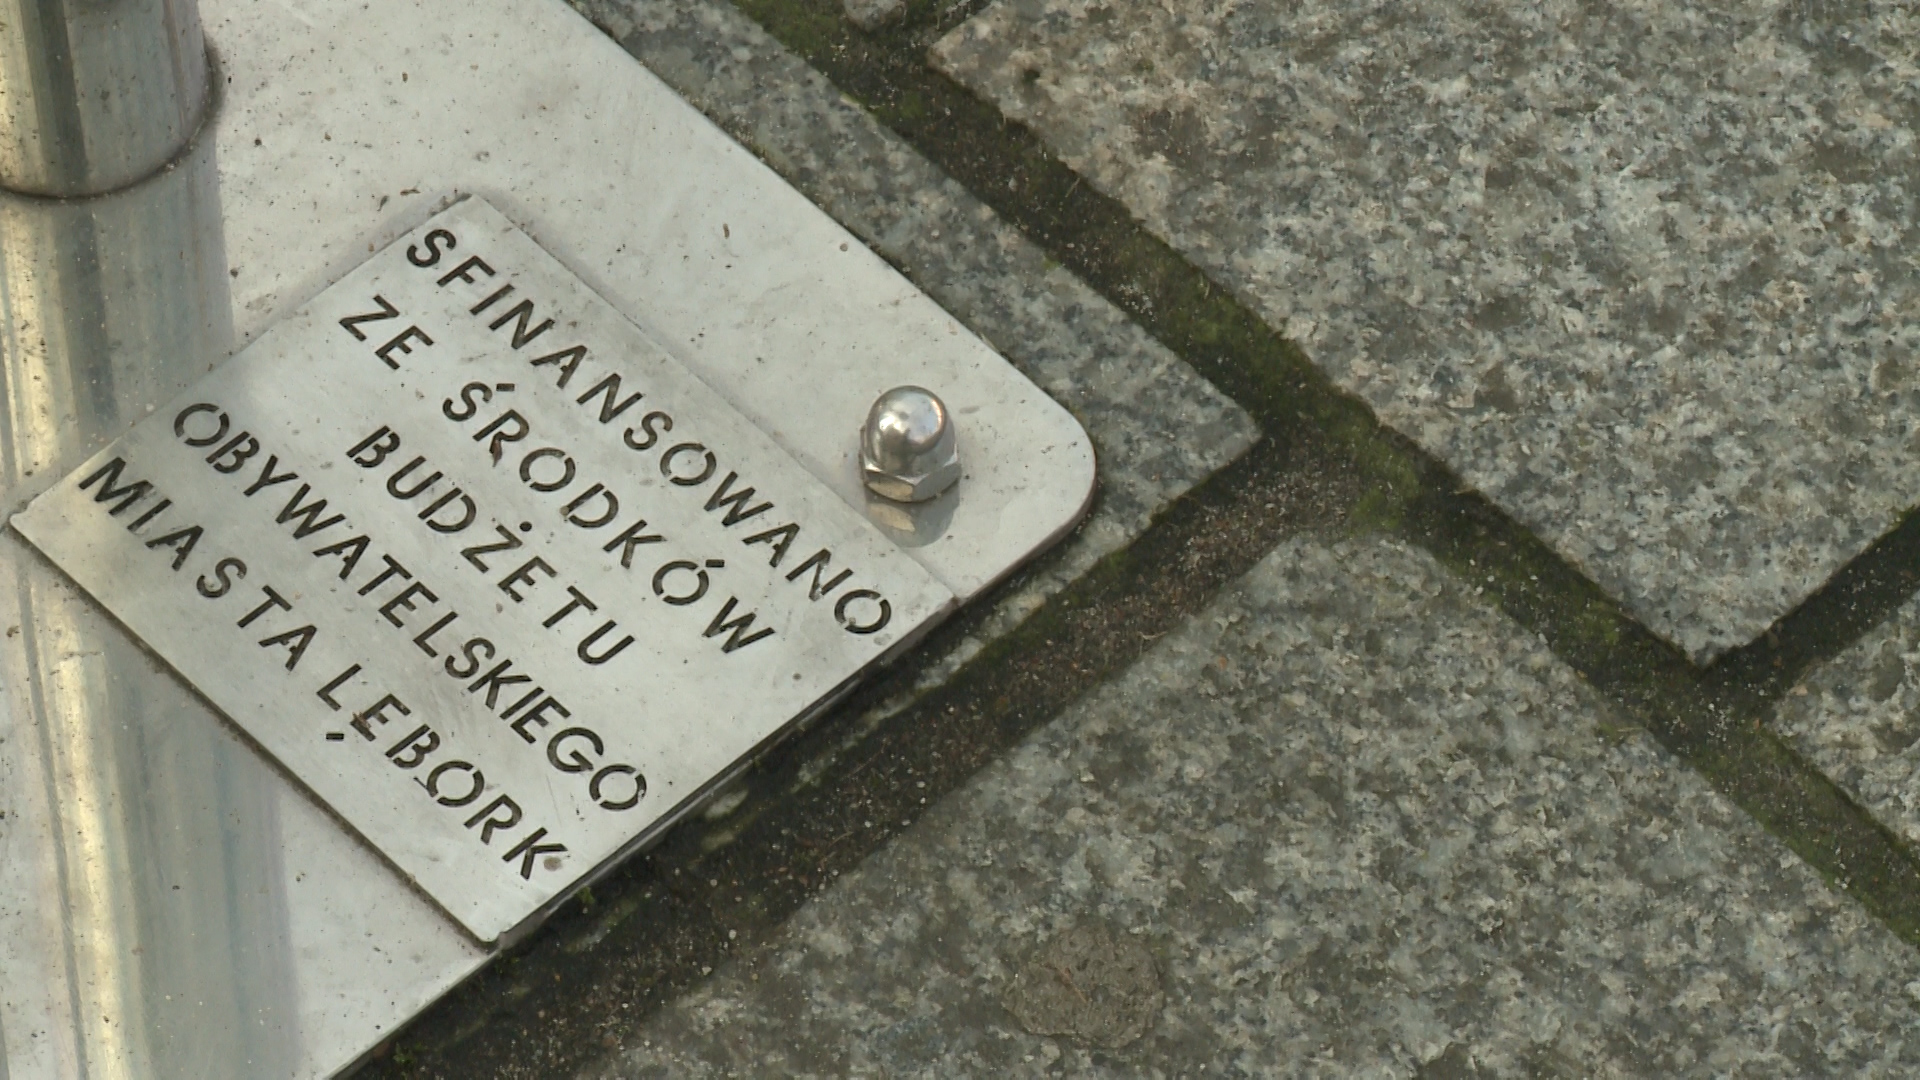 SFINANSOWANO
ZE ŚRODKÓW
BUDŻETU
OBYWATELSKIEGO
MIASTA LĘBORK